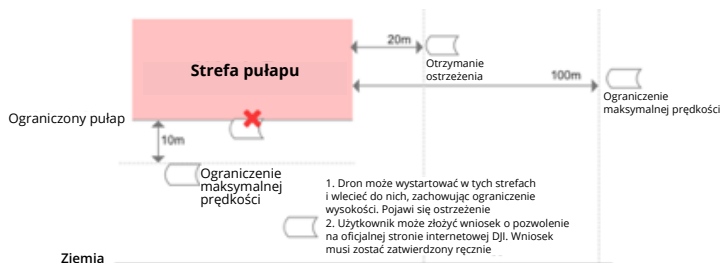 20m
Strefa pułapu
Otrzymanie
ostrzeżenia
100m
Ograniczenie
maksymalnej prędkości
Ograniczony pułap
10m
Ograniczenie
maksymalnej
prędkości
1. Dron może wystartować w tych strefach
i wlecieć do nich, zachowując ograniczenie
wysokości. Pojawi się ostrzeżenie
2. Użytkownik może złożyć wniosek o pozwolenie
na oficjalnej stronie internetowej DJI. Wniosek
musi zostać zatwierdzony ręcznie
Ziemia